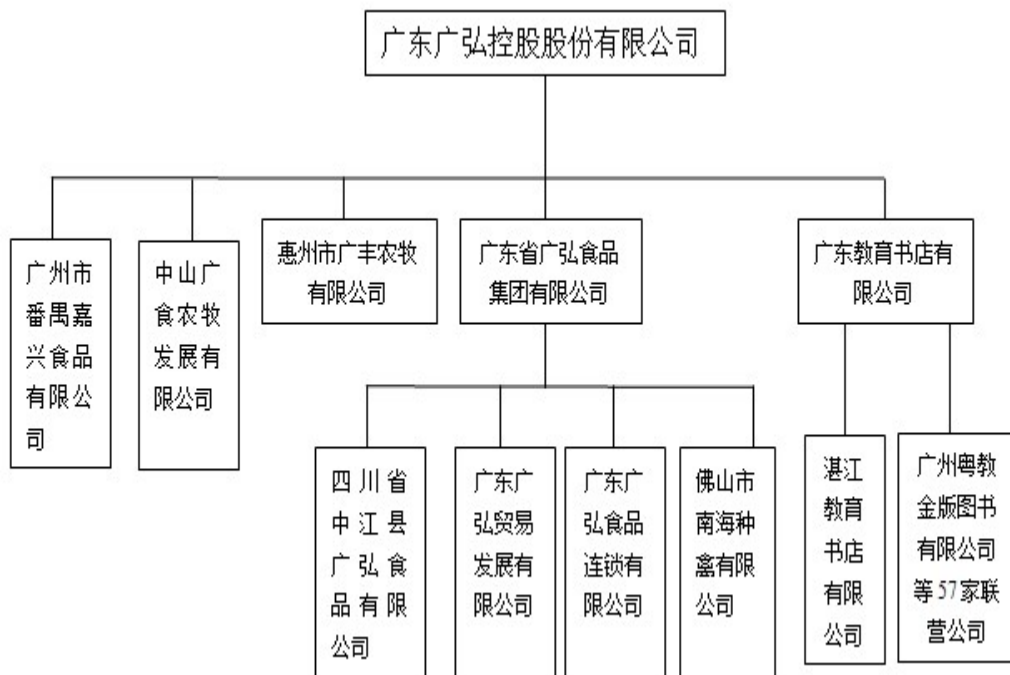 广东广弘控股股份有限公司
广州市
番禺嘉
兴食品
有限公
司
中山广
食农牧
发展有
限公司
惠州市广丰农牧
有限公司
广东省广弘食品
集团有限公司
广东教育书店有
限公司
四川省
中江县
广弘食
品有限
公司
广东广
弘贸易
发展有
限公司
广东广
弘食品
连锁有
限公司
佛山市
南海种
禽有限
公司
湛江
教育
书店
有限
公司
广州粤教
金版图书
有限公司
等57家联
营公司